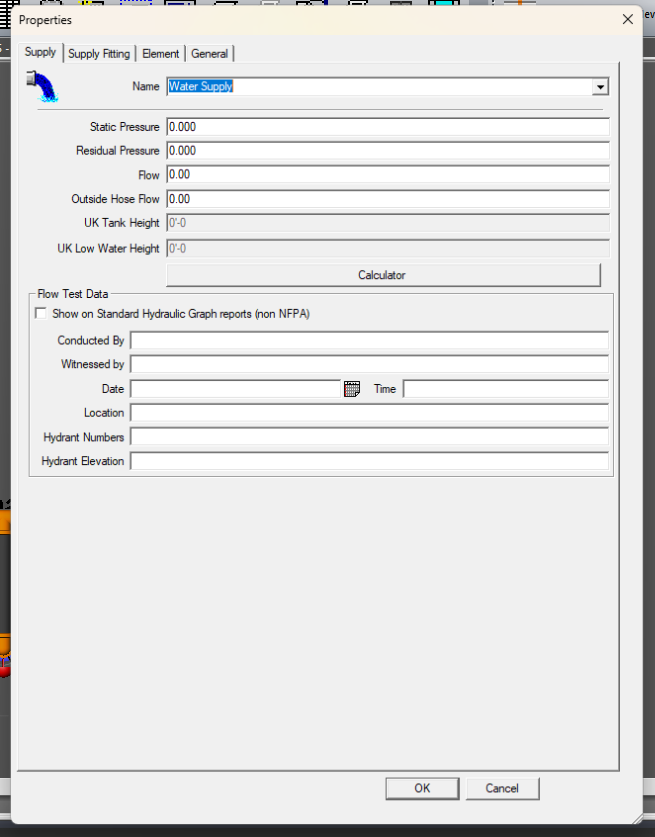 Properties
Supply Supply Fitting Element General
Name Water Supply
Static Pressure 0.000
Residual Pressure 0.000
Flow 0.00
Outside Hose Flow 0.00
UK Tank Height 0'-0
UK Low Water Height 0'-0
Calculator
Flow Test Data
Show on Standard Hydraulic Graph reports (non NFPA)
Conducted By
Witnessed by
Date Time
Location
Hydrant Numbers
Hydrant Elevation
OK Cancel